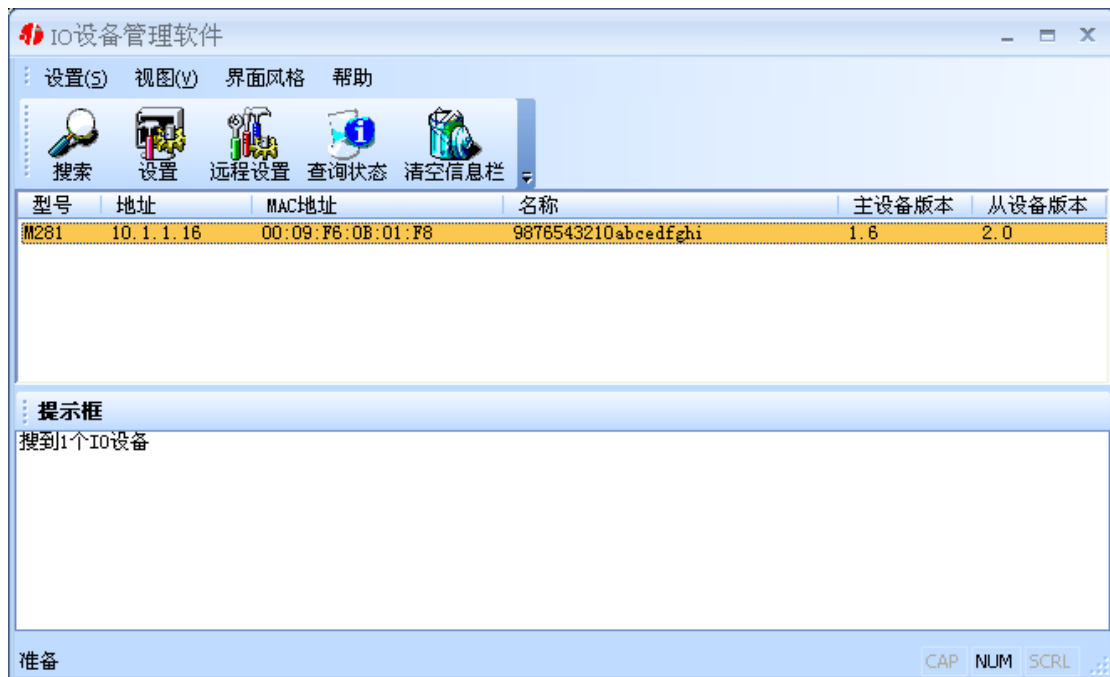 IO设备管理软件
设置(S) 视图(V) 界面风格 帮助
搜索 设置 远程设置 查询状态 清空信息栏
型号 地址 MAC地址 名称 主设备版本 从设备版本
M281 10.1.1.16 00:09:F6:0B:01:F8 9876543210abcedfghi 1.6 2.0
提示框
搜到1个IO设备
准备 CAP NUM SCRL